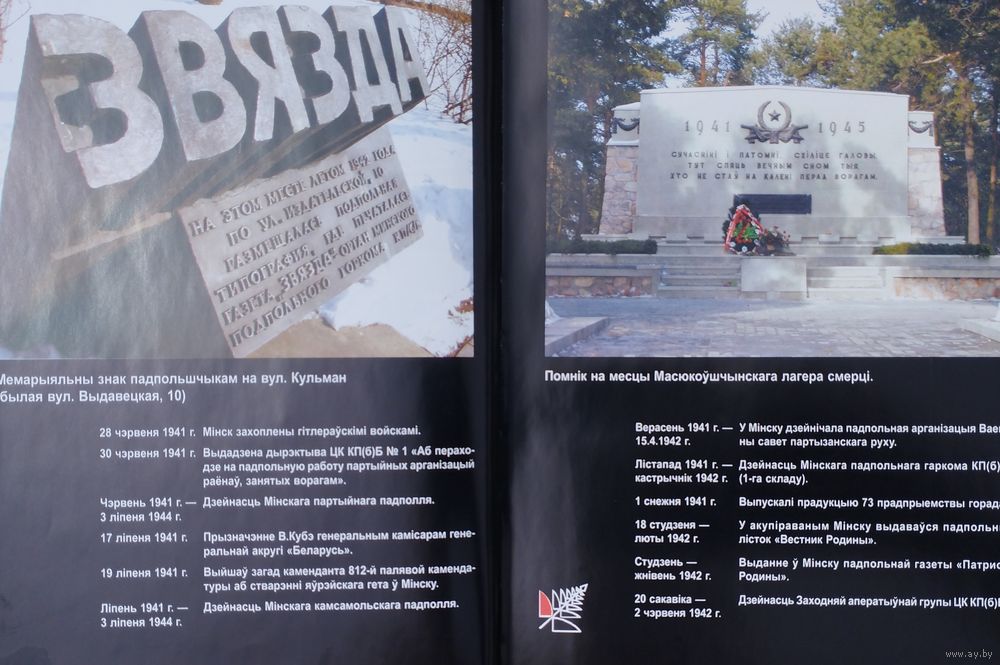 ЗВЯЗДА
НА ЭТОМ МЕСТЕ ЛЕТОМ 1942 ГОДА
ПО УЛ. ИЗДАТЕЛЬСКОЙ, 10
РАЗМЕЩАЛАСЬ ПОДПОЛЬНАЯ
ТИПОГРАФИЯ, ГДЕ ПЕЧАТАЛАСЬ
ГАЗЕТА „ЗВЯЗДА"-ОРГАН МИНСКОГО
ПОДПОЛЬНОГО ГОРКОМА КП(б)Б
Мемарыяльны знак падпольшчыкам на вул. Кульман
былая вул. Выдавецкая, 10)
28 чэрвеня 1941 г. Мінск захоплены гітлераўскімі войскамі.
30 чэрвеня 1941 г. Выдадзена дырэктыва ЦК КП(б)Б № 1 «Аб перахо-
дзе на падпольную работу партыйных арганізацый
раёнаў, занятых ворагам».
Чэрвень 1941 г. — Дзейнасць Мінскага партыйнага падполля.
3 ліпеня 1944 г.
17 ліпеня 1941 г. Прызначэнне В.Кубэ генеральным камісарам гене-
ральнай акругі «Беларусь».
19 ліпеня 1941 г. Выйшаў загад каменданта 812-й палявой каменда-
туры аб стварэнні яўрэйскага гета ў Мінску.
Ліпень 1941 г. — Дзейнасць Мінскага камсамольскага падполля.
3 ліпеня 1944 г.
1941 1945
СУЧАСНІКІ І ПАТОМКІ, СХІЛІЦЕ ГАЛОВЫ,
ТУТ СПЯЦЬ ВЕЧНЫМ СНОМ ТЫЯ,
ХТО НЕ СТАЎ НА КАЛЕНІ ПЕРАД ВОРАГАМ.
Помнік на месцы Масюкоўшчынскага лагера смерці.
Верасень 1941 г. — У Мінску дзейнічала падпольная арганізацыя Вае
15.4.1942 г. ны савет партызанскага руху.
Лістапад 1941 г. — Дзейнасць Мінскага падпольнага гаркома КП(б)
кастрычнік 1942 г. (1-га складу).
1 снежня 1941 г. Выпускалі прадукцыю 73 прадпрыемствы горада
18 студзеня — У акупіраваным Мінску выдаваўся падпольн
люты 1942 г. лісток «Вестник Родины».
Студзень — Выданне ў Мінску падпольнай газеты «Патрио
жнівень 1942 г. Родины».
20 сакавіка — Дзейнасць Заходняй аператыўнай групы ЦК КП(б)
2 чэрвеня 1942 г.
www.ay.by